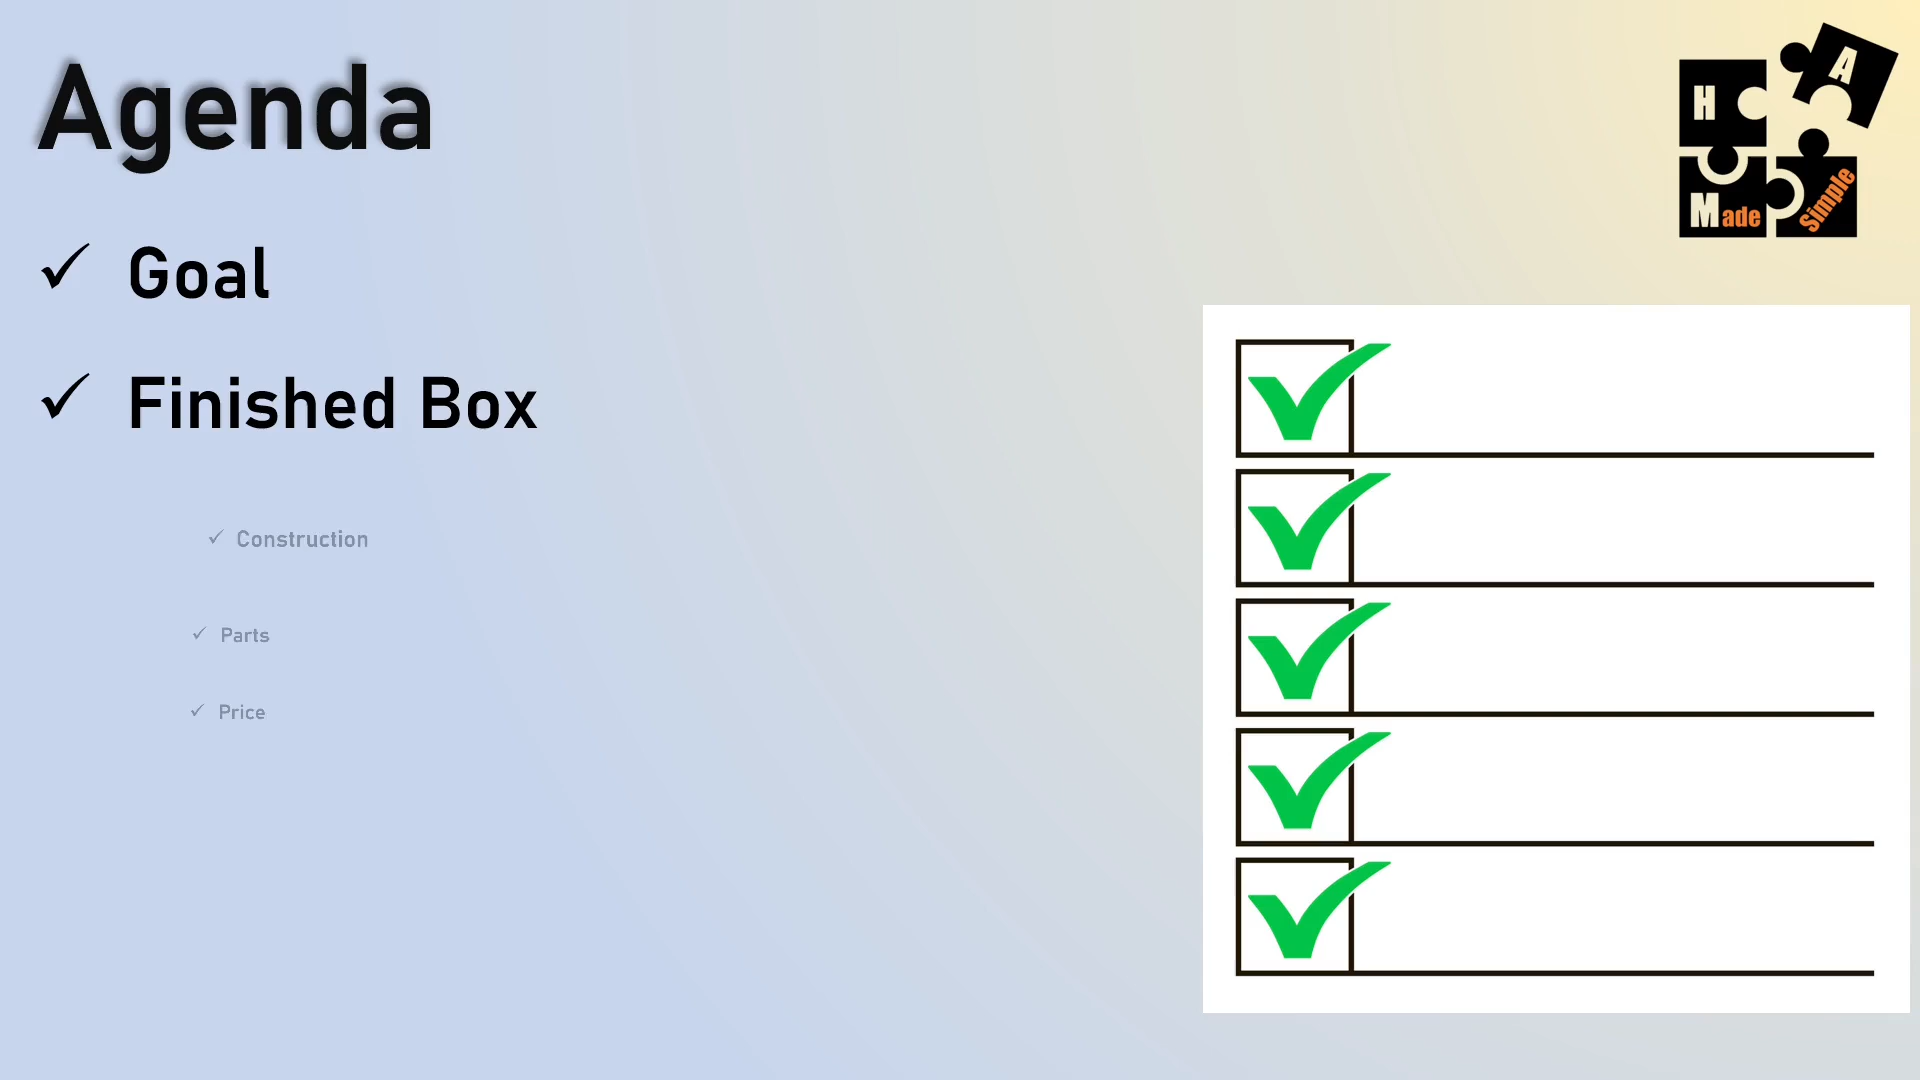 Agenda
H
A
Made
Simple
✓ Goal
✓ Finished Box
✓ Construction
✓ Parts
✓ Price